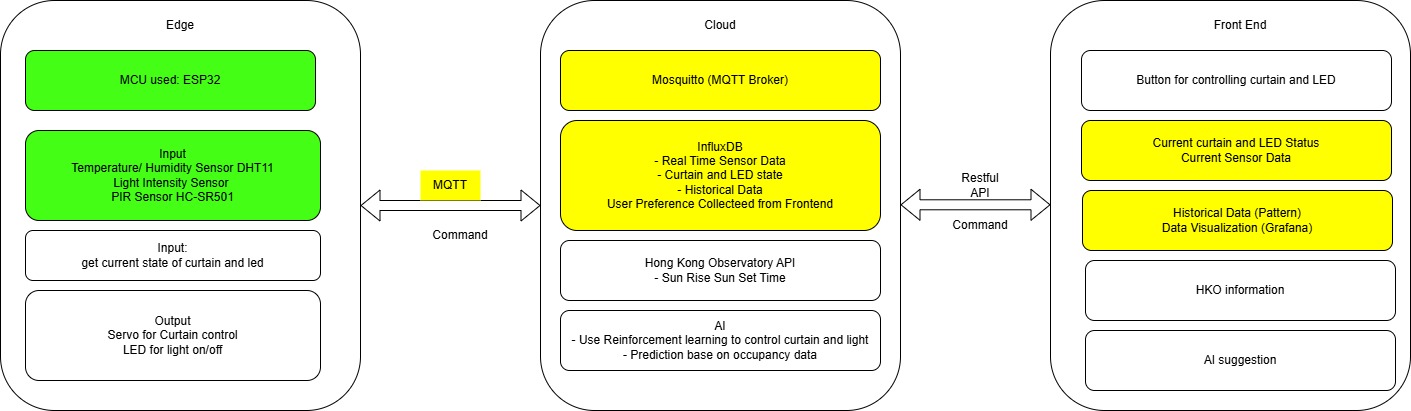 Edge
MCU used: ESP32
Input
Temperature/ Humidity Sensor DHT11
Light Intensity Sensor
PIR Sensor HC-SR501
Input:
get current state of curtain and led
Output
Servo for Curtain control
LED for light on/off
MQTT
Command
Cloud
Mosquitto (MQTT Broker)
InfluxDB
- Real Time Sensor Data
- Curtain and LED state
- Historical Data
User Preference Collecteed from Frontend
Hong Kong Observatory API
- Sun Rise Sun Set Time
AI
- Use Reinforcement learning to control curtain and light
- Prediction base on occupancy data
Restful
API
Command
Front End
Button for controlling curtain and LED
Current curtain and LED Status
Current Sensor Data
Historical Data (Pattern)
Data Visualization (Grafana)
HKO information
AI suggestion